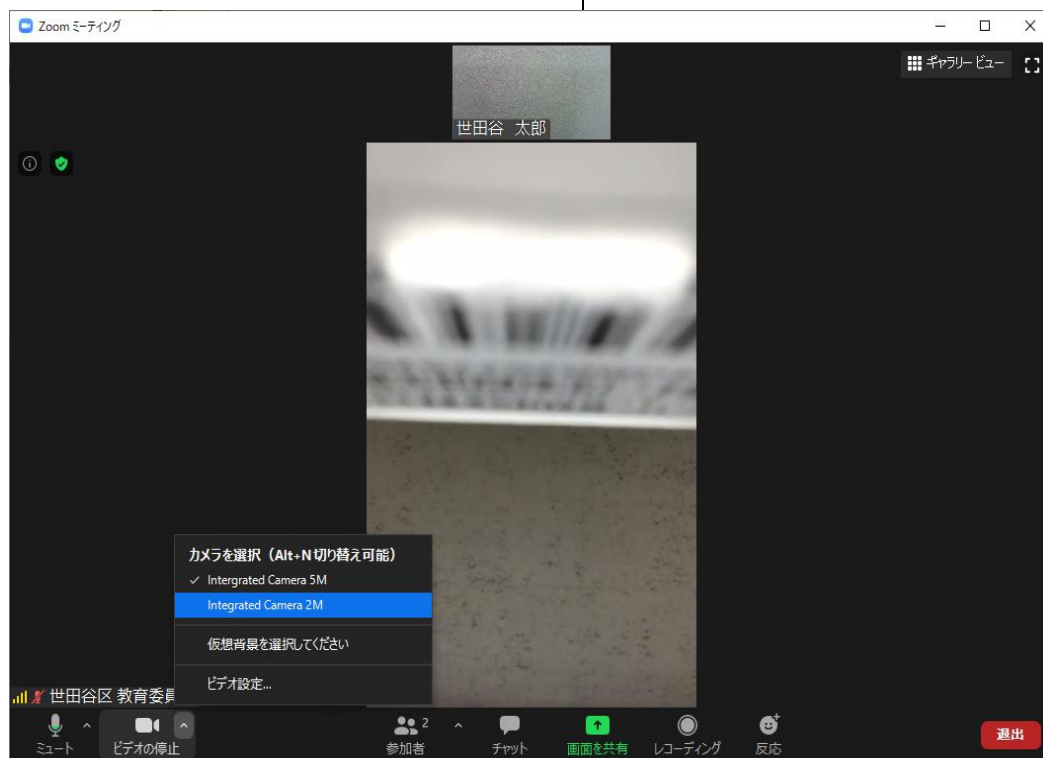 Zoom ミーティング
ギャラリービュー
世田谷 太郎
カメラを選択（Alt+N 切り替え可能）
Intergrated Camera 5M
Integrated Camera 2M
仮想背景を選択してください
ビデオ設定...
世田谷区 教育委員
ミュート
ビデオの停止
2
参加者
チャット
画面を共有
レコーディング
反応
退出